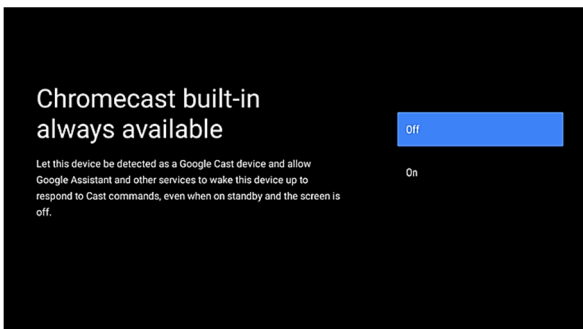 Chromecast built-in
always available
Let this device be detected as a Google Cast device and allow
Google Assistant and other services to wake this device up to
respond to Cast commands, even when on standby and the screen is
off.
Off
On